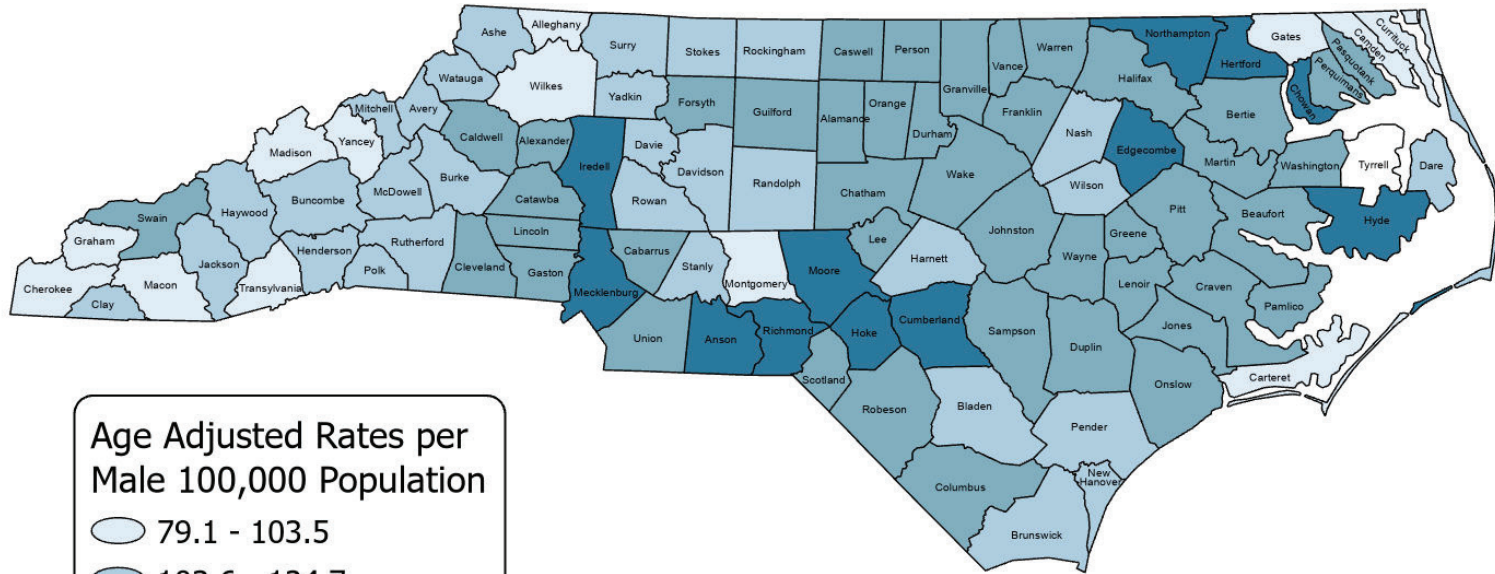 Ashe
Alleghany
Surry
Stokes
Rockingham
Caswell
Person
Granville
Vance
Warren
Northampton
Hertford
Gates
Currituck
Camden
Pasquotank
Perquimans
Chowan
Halifax
Bertie
Watauga
Wilkes
Yadkin
Forsyth
Guilford
Alamance
Orange
Durham
Franklin
Nash
Edgecombe
Martin
Washington
Tyrrell
Dare
Mitchell
Avery
Caldwell
Alexander
Iredell
Davie
Davidson
Randolph
Chatham
Wake
Wilson
Madison
Yancey
McDowell
Burke
Catawba
Rowan
Johnston
Pitt
Beaufort
Hyde
Swain
Haywood
Buncombe
Lincoln
Lee
Harnett
Wayne
Greene
Graham
Jackson
Henderson
Rutherford
Polk
Cleveland
Gaston
Cabarrus
Stanly
Montgomery
Moore
Lenoir
Craven
Pamlico
Cherokee
Clay
Macon
Transylvania
Mecklenburg
Union
Anson
Richmond
Hoke
Cumberland
Sampson
Duplin
Jones
Scotland
Robeson
Bladen
Onslow
Carteret
Pender
Columbus
New
Hanover
Brunswick
Age Adjusted Rates per
Male 100,000 Population
79.1 - 103.5